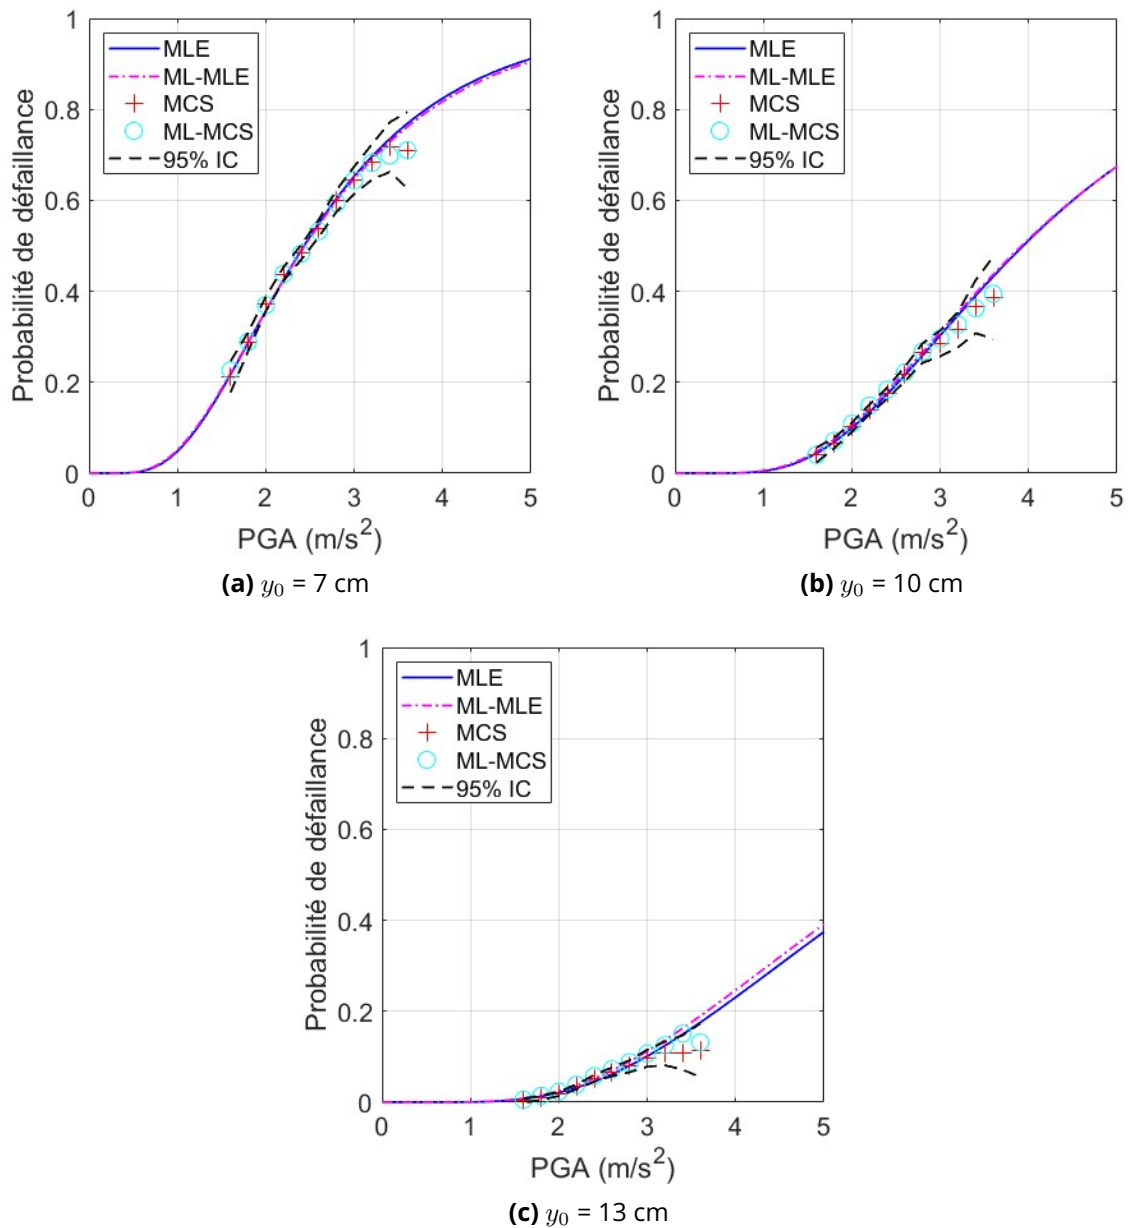 1
0.8
0.6
0.4
0.2
0
Probabilité de défaillance
MLE
ML-MLE
MCS
ML-MCS
95% IC
0 1 2 3 4 5
PGA (m/s²)
(a) y₀ = 7 cm
1
0.8
0.6
0.4
0.2
0
Probabilité de défaillance
MLE
ML-MLE
MCS
ML-MCS
95% IC
0 1 2 3 4 5
PGA (m/s²)
(b) y₀ = 10 cm
1
0.8
0.6
0.4
0.2
0
Probabilité de défaillance
MLE
ML-MLE
MCS
ML-MCS
95% IC
0 1 2 3 4 5
PGA (m/s²)
(c) y₀ = 13 cm